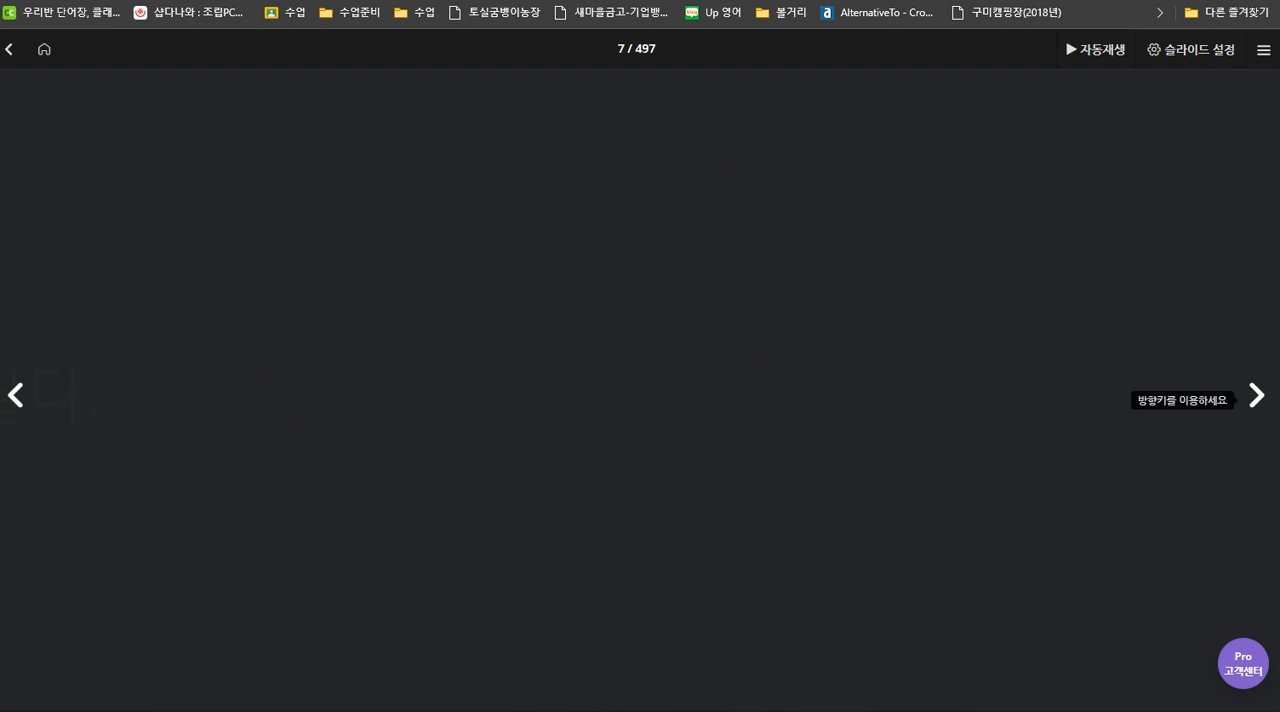 우리반 단어장, 클래... 샵다나와 : 조립PC... 수업 수업준비 수업 토실굼벵이농장 새마을금고-기업뱅... Up 영어 볼거리 AlternativeTo - Cro... 구미캠핑장(2018년) 다른 즐겨찾기
7 / 497 자동재생 슬라이드 설정
다.
방향키를 이용하세요
Pro
고객센터